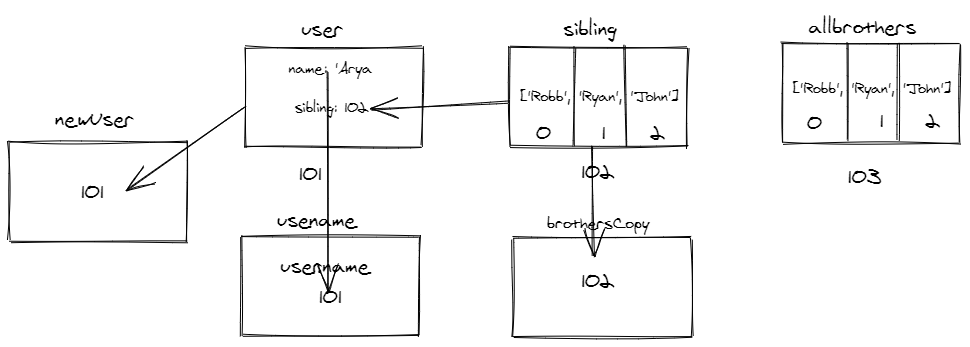 user
sibling
allbrothers
name: 'Arya
sibling: 102
['Robb', 'Ryan', 'John']
0 1 2
['Robb', 'Ryan', 'John']
0 1 2
newUser
101
101
102
103
usename
brothersCopy
username
101
102